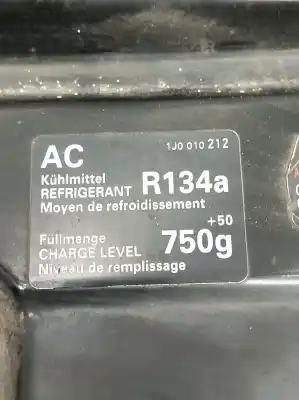 AC 1J0 010 212
Kühlmittel
REFRIGERANT R134a
Moyen de refroidissement
+50
Füllmenge
CHARGE LEVEL 750g
Niveau de remplissage